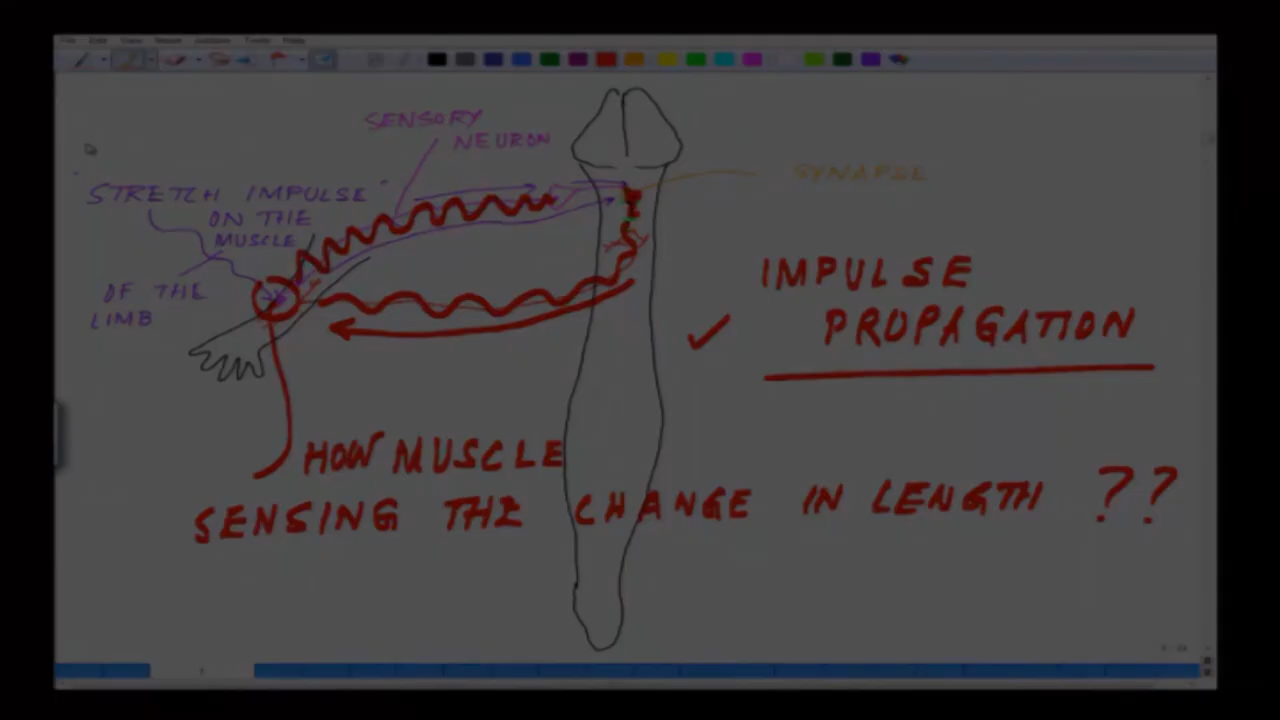 SENSORY
NEURON
SYNAPSE
STRETCH IMPULSE
ON THE
MUSCLE
OF THE
LIMB
IMPULSE
PROPAGATION
HOW MUSCLE
SENSING THE CHANGE IN LENGTH ??